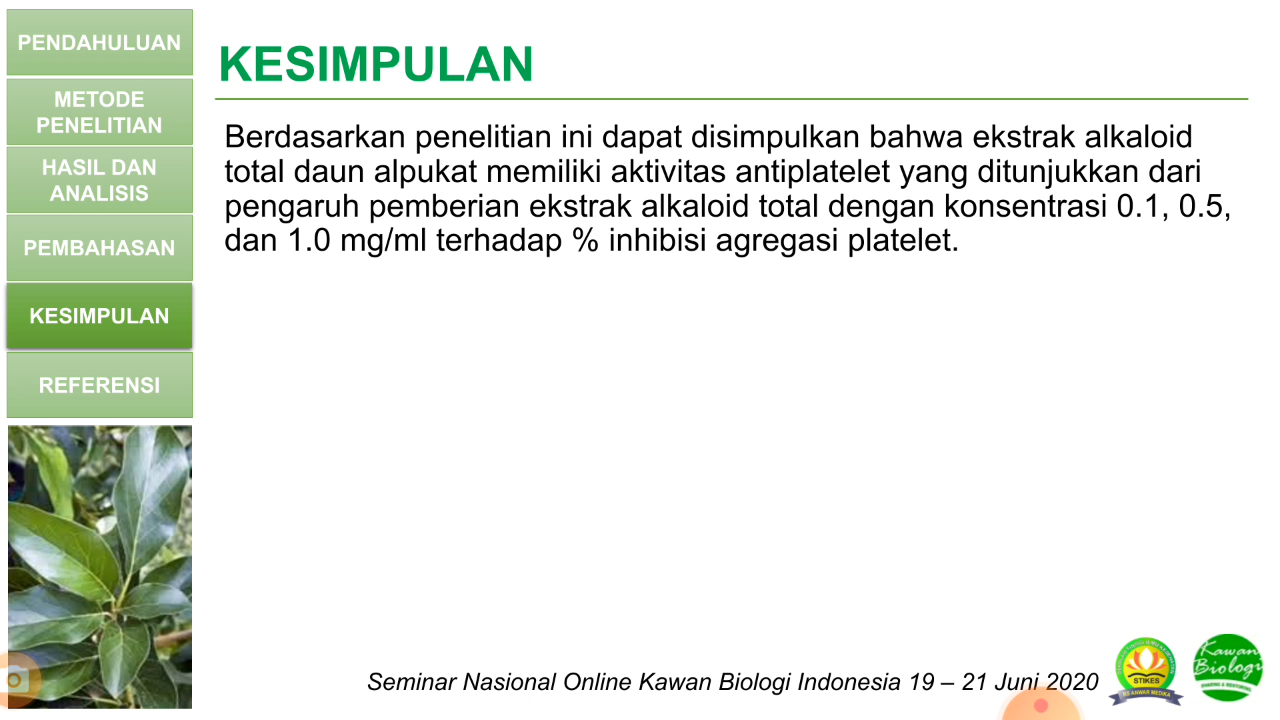 PENDAHULUAN
METODE
PENELITIAN
HASIL DAN
ANALISIS
PEMBAHASAN
KESIMPULAN
REFERENSI
KESIMPULAN
Berdasarkan penelitian ini dapat disimpulkan bahwa ekstrak alkaloid
total daun alpukat memiliki aktivitas antiplatelet yang ditunjukkan dari
pengaruh pemberian ekstrak alkaloid total dengan konsentrasi 0.1, 0.5,
dan 1.0 mg/ml terhadap % inhibisi agregasi platelet.
Seminar Nasional Online Kawan Biologi Indonesia 19 – 21 Juni 2020
STIKES
RS ANWAR MEDIKA
Kawan
Biologi